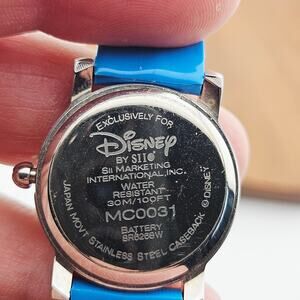 EXCLUSIVELY FOR
Disney
BY SII
SII MARKETING
INTERNATIONAL, INC.
WATER
RESISTANT
30M/100FT
MC0031
BATTERY
SR626SW
JAPAN MOVT STAINLESS STEEL CASEBACK © DISNEY